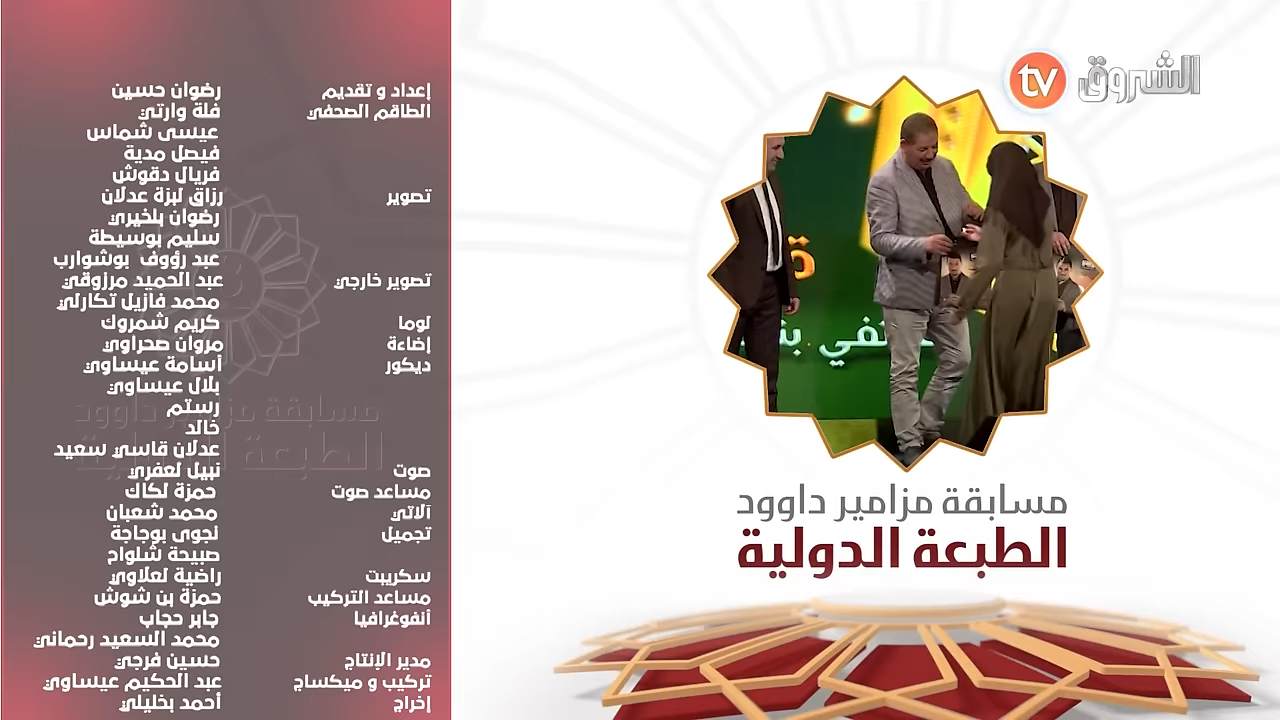 إعداد و تقديم رضوان حسين
الطاقم الصحفي فلة وارتي
عيسى شماس
فيصل مدية
فريال دقوش
تصوير رزاق لبزة عدلان
رضوان بلخيري
سليم بوسيطة
عبد رؤوف بوشوارب
تصوير خارجي عبد الحميد مرزوقي
محمد فازيل تكارلي
لوما كريم شمروك
إضاءة مروان صحراوي
ديكور أسامة عيساوي
بلال عيساوي
رستم
خالد
عدلان قاسي سعيد
صوت نبيل لعفري
مساعد صوت حمزة لكاك
آلاتي محمد شعبان
تجميل نجوى بوجاجة
صبيحة شلواح
سكريبت راضية لعلاوي
مساعد التركيب حمزة بن شوش
أنفوغرافيا جابر حجاب
محمد السعيد رحماني
مدير الإنتاج حسين فرجي
تركيب و ميكساج عبد الحكيم عيساوي
إخراج أحمد بخليلي
الشروق tv
مسابقة مزامير داوود
الطبعة الدولية